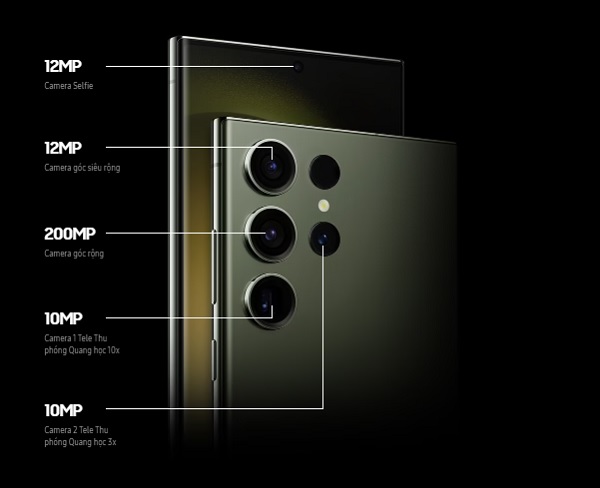 12MP
Camera Selfie
12MP
Camera góc siêu rộng
200MP
Camera góc rộng
10MP
Camera 1 Tele Thu
phóng Quang học 10x
10MP
Camera 2 Tele Thu
phóng Quang học 3x